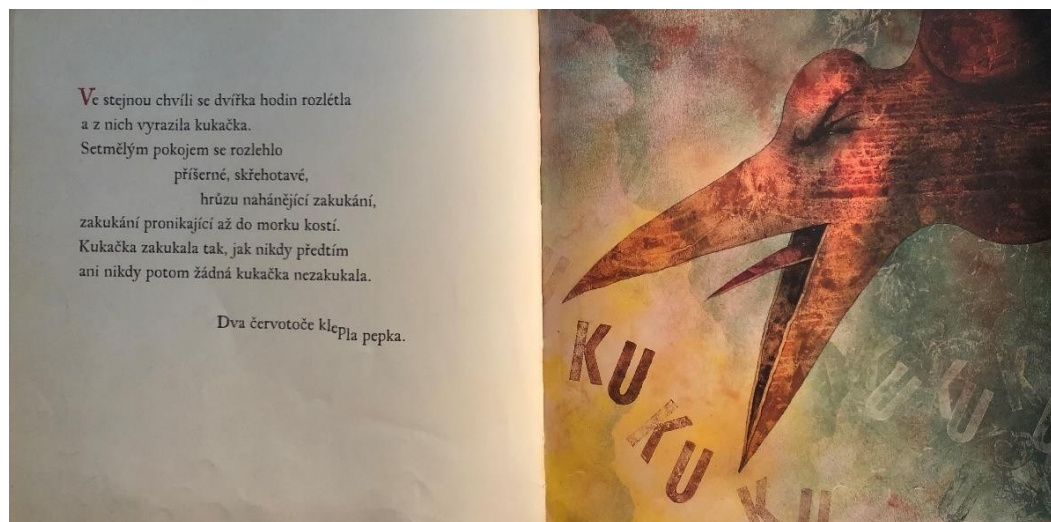 Ve stejnou chvíli se dvířka hodin rozlétla
a z nich vyrazila kukačka.
Setmělým pokojem se rozlehlo
příšerné, skřehotavé,
hrůzu nahánějící zakukání,
zakukání pronikající až do morku kostí.
Kukačka zakukala tak, jak nikdy předtím
ani nikdy potom žádná kukačka nezakukala.
Dva červotoče klepla pepka.
KU
KU
KU
KU
KU